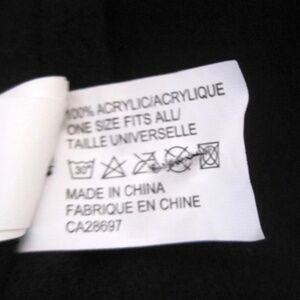 100% ACRYLIC/ACRYLIQUE
ONE SIZE FITS ALL/
TAILLE UNIVERSELLE
30°
MADE IN CHINA
FABRIQUE EN CHINE
CA28697